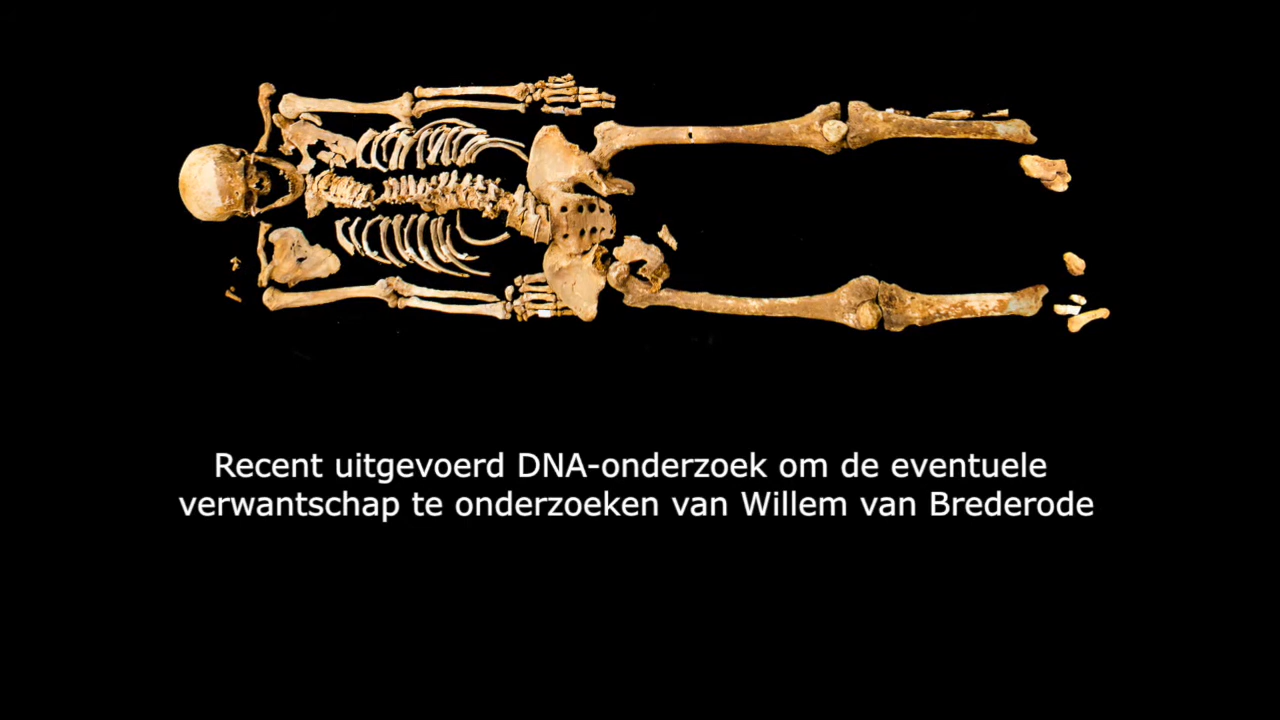 Recent uitgevoerd DNA-onderzoek om de eventuele
verwantschap te onderzoeken van Willem van Brederode